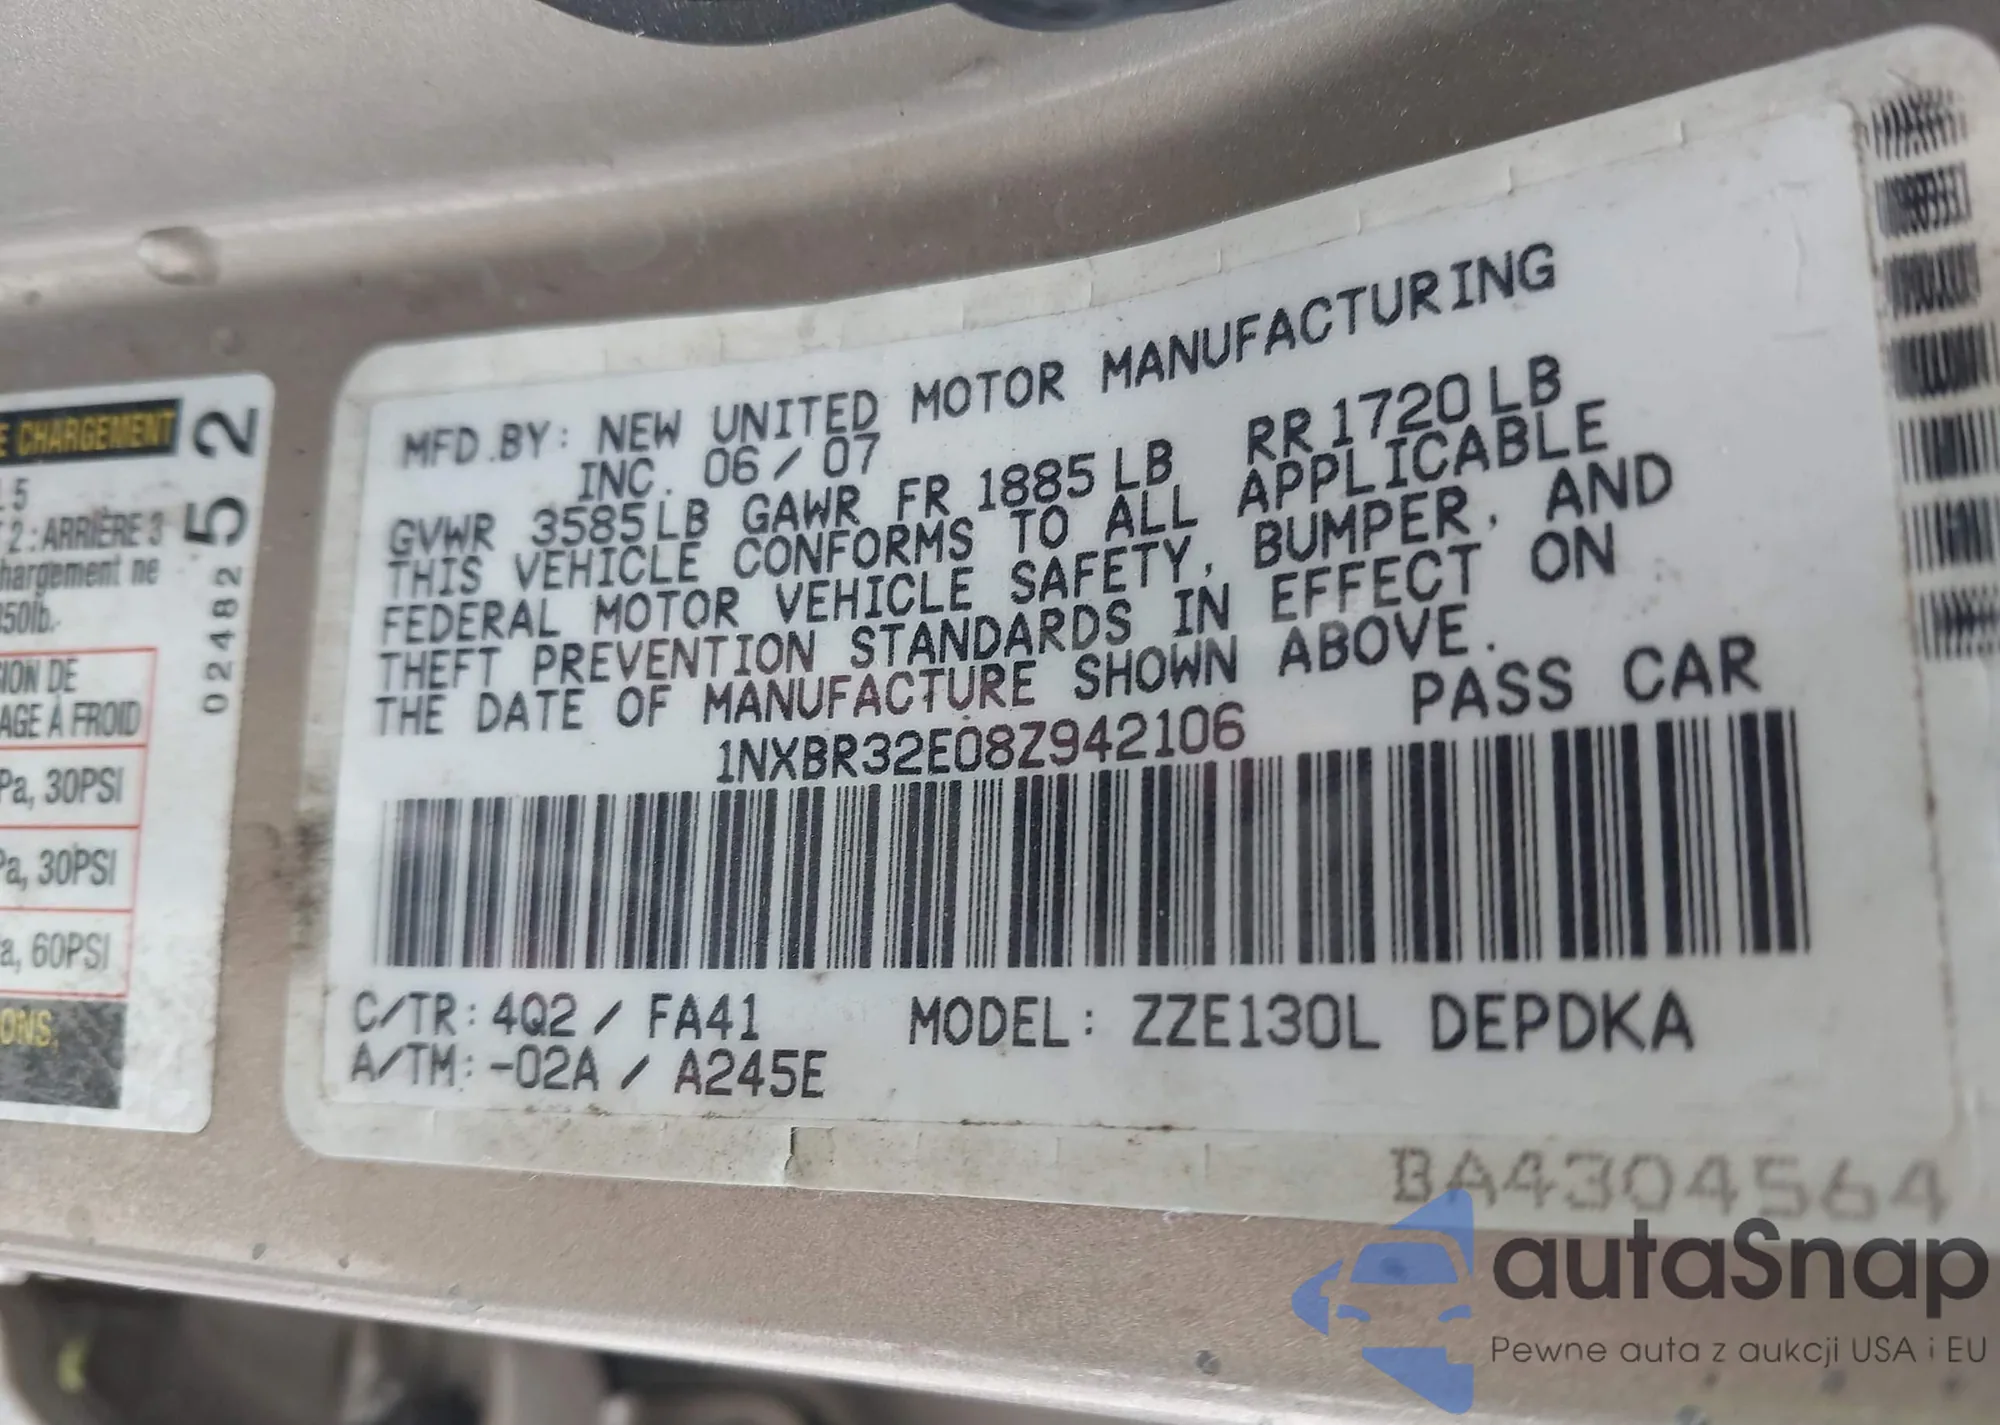 E CHARGEMENT
L 5
T 2 : ARRIÈRE 3
hargement ne
350lb.
ION DE
AGE À FROID
Pa, 30PSI
Pa, 30PSI
a, 60PSI
ONS.
02482 552
MFD.BY: NEW UNITED MOTOR MANUFACTURING
INC. 06/07
GVWR 3585LB GAWR FR 1885LB RR 1720LB
THIS VEHICLE CONFORMS TO ALL APPLICABLE
FEDERAL MOTOR VEHICLE SAFETY, BUMPER, AND
THEFT PREVENTION STANDARDS IN EFFECT ON
THE DATE OF MANUFACTURE SHOWN ABOVE.
1NXBR32E08Z942106 PASS CAR
C/TR: 4Q2 / FA41 MODEL: ZZE130L DEPDKA
A/TM: -02A / A245E
BA4304564
autaSnap
Pewne auta z aukcji USA i EU